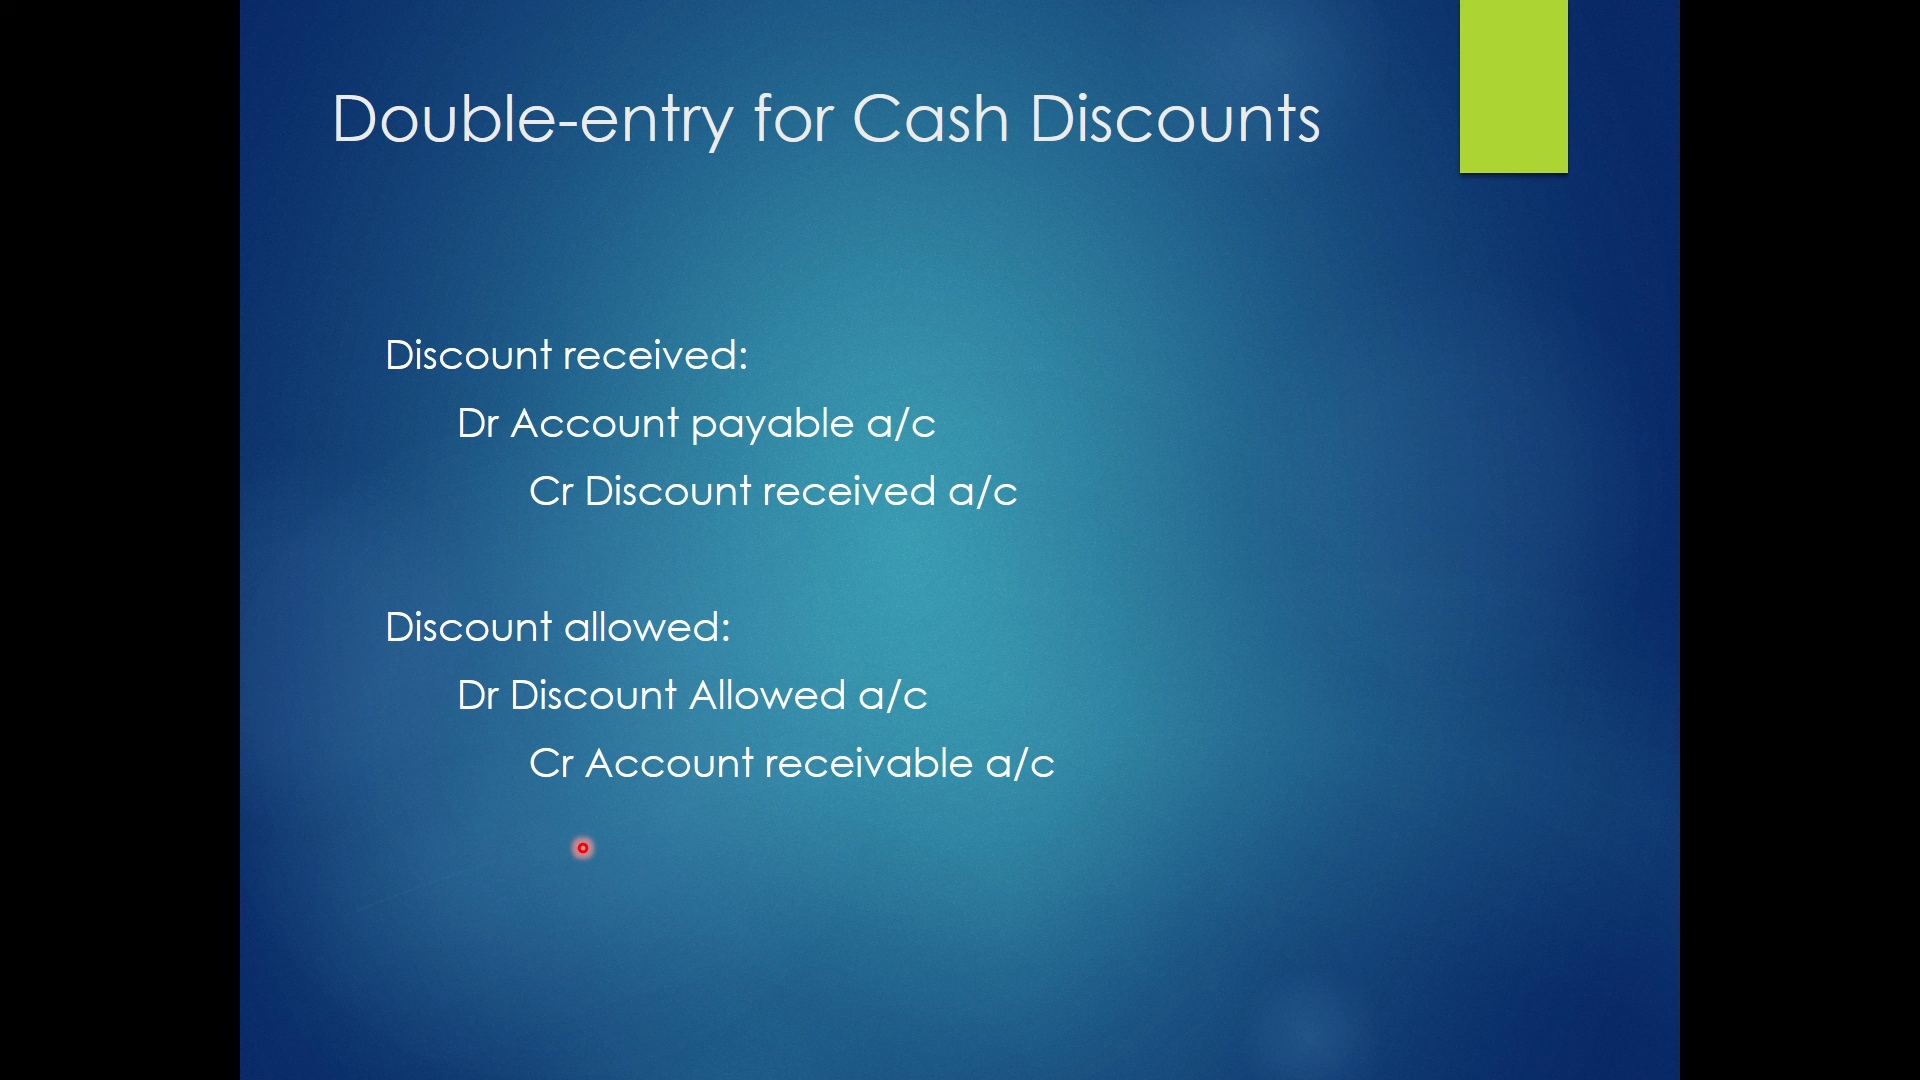 Double-entry for Cash Discounts
Discount received:
Dr Account payable a/c
Cr Discount received a/c
Discount allowed:
Dr Discount Allowed a/c
Cr Account receivable a/c